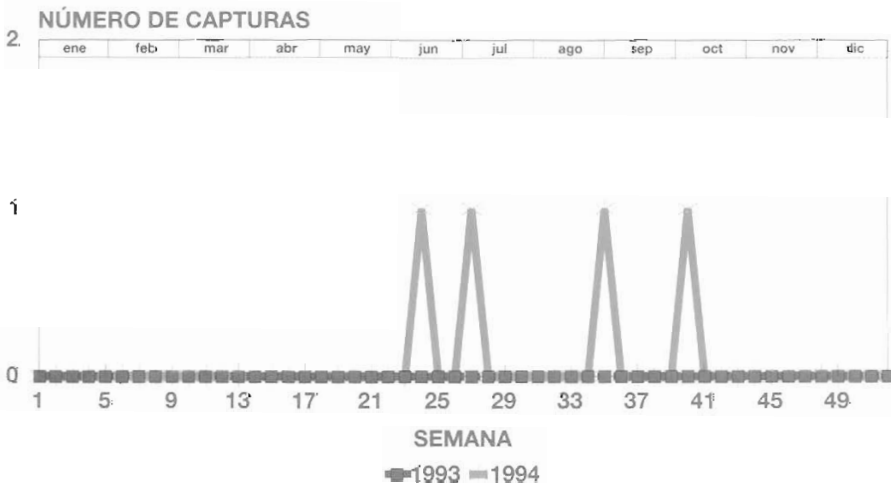 NÚMERO DE CAPTURAS
2
ene feb mar abr may jun jul ago sep oct nov dic
1
0
1 5 9 13 17 21 25 29 33 37 41 45 49
SEMANA
1993 1994